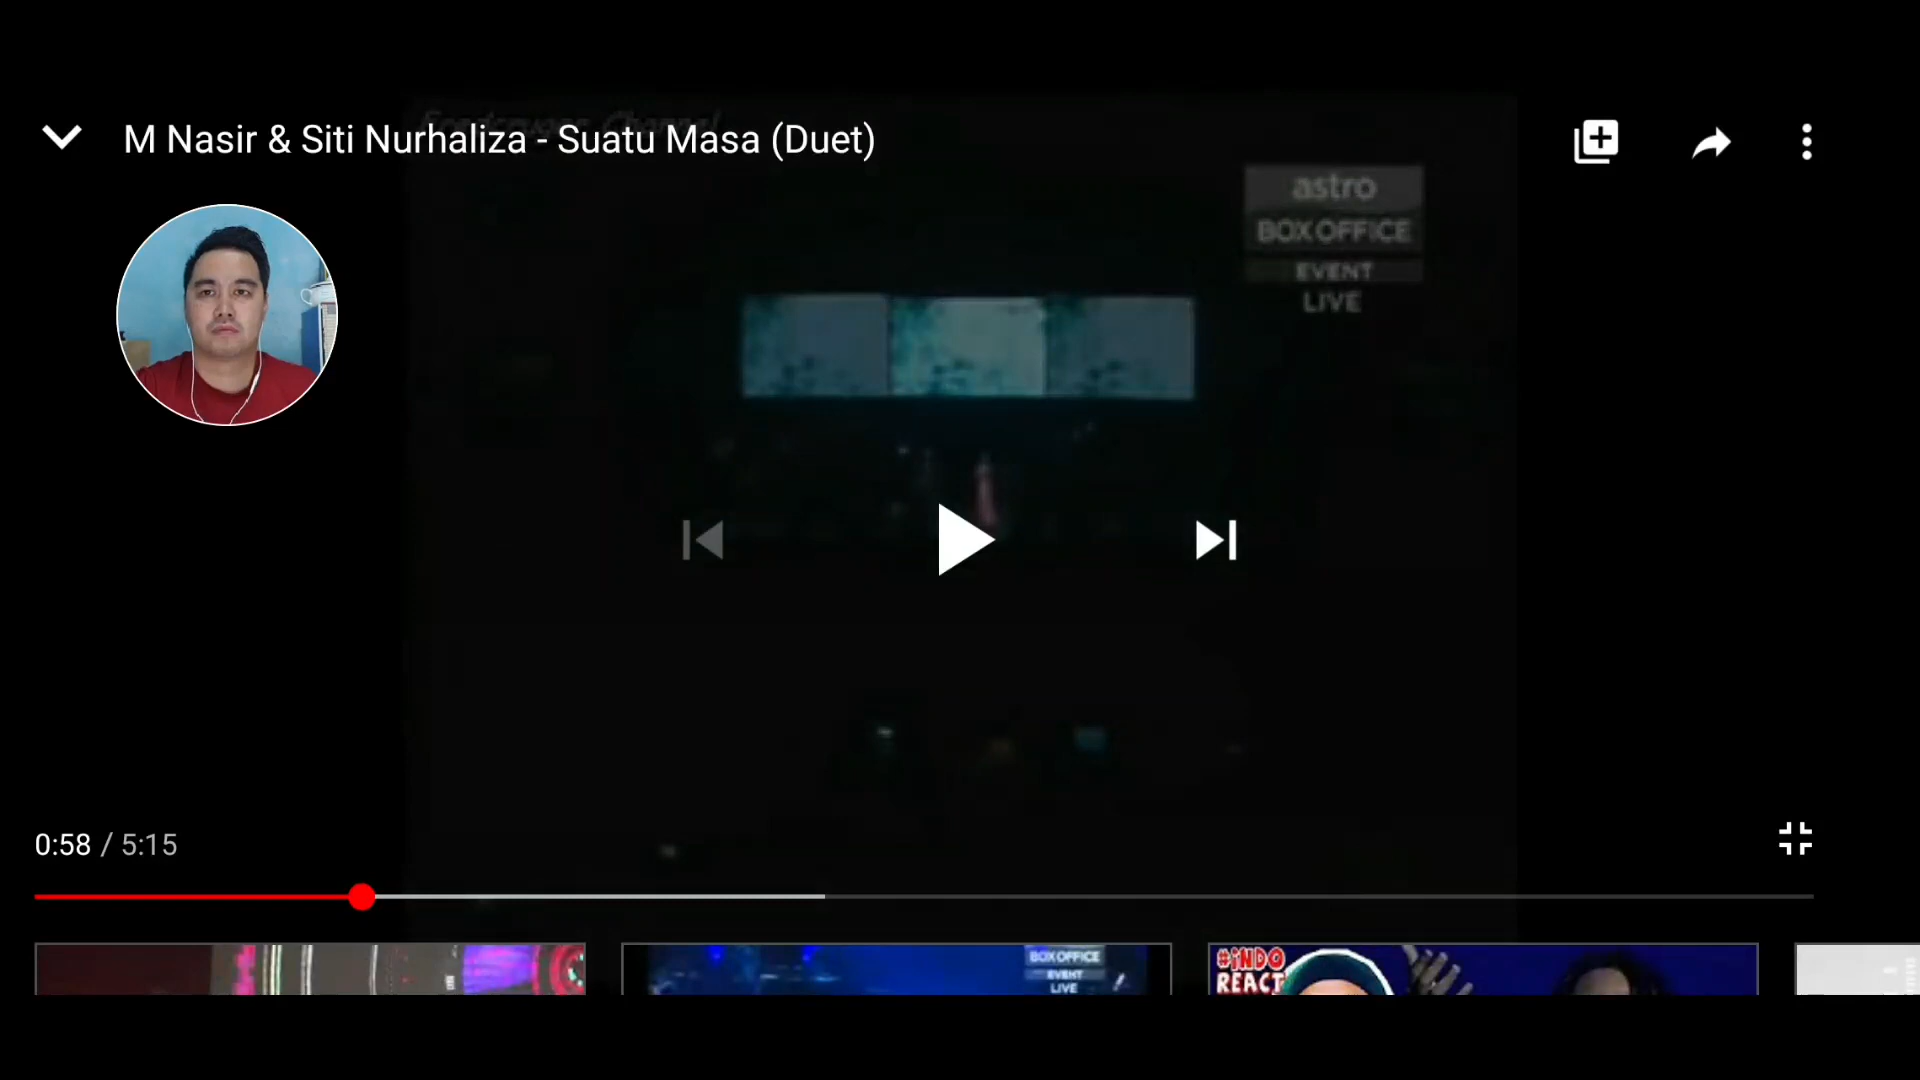 M Nasir & Siti Nurhaliza - Suatu Masa (Duet)
astro
BOX OFFICE
EVENT
LIVE
0:58 / 5:15
BOX OFFICE
EVENT
LIVE
#INDO
REACT